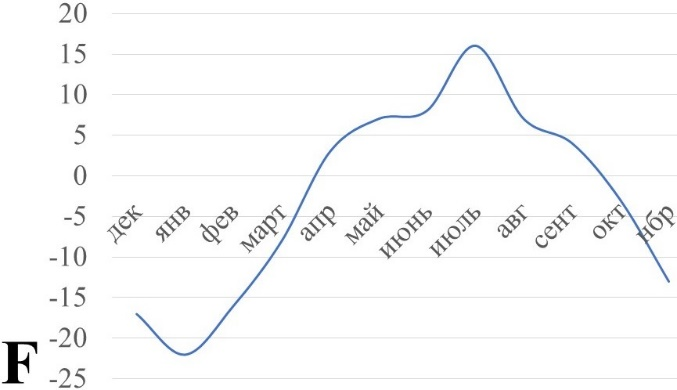 20
15
10
5
0
-5
-10
-15
-20
-25
дек
янв
фев
март
апр
май
июнь
июль
авг
сент
окт
нбр
F